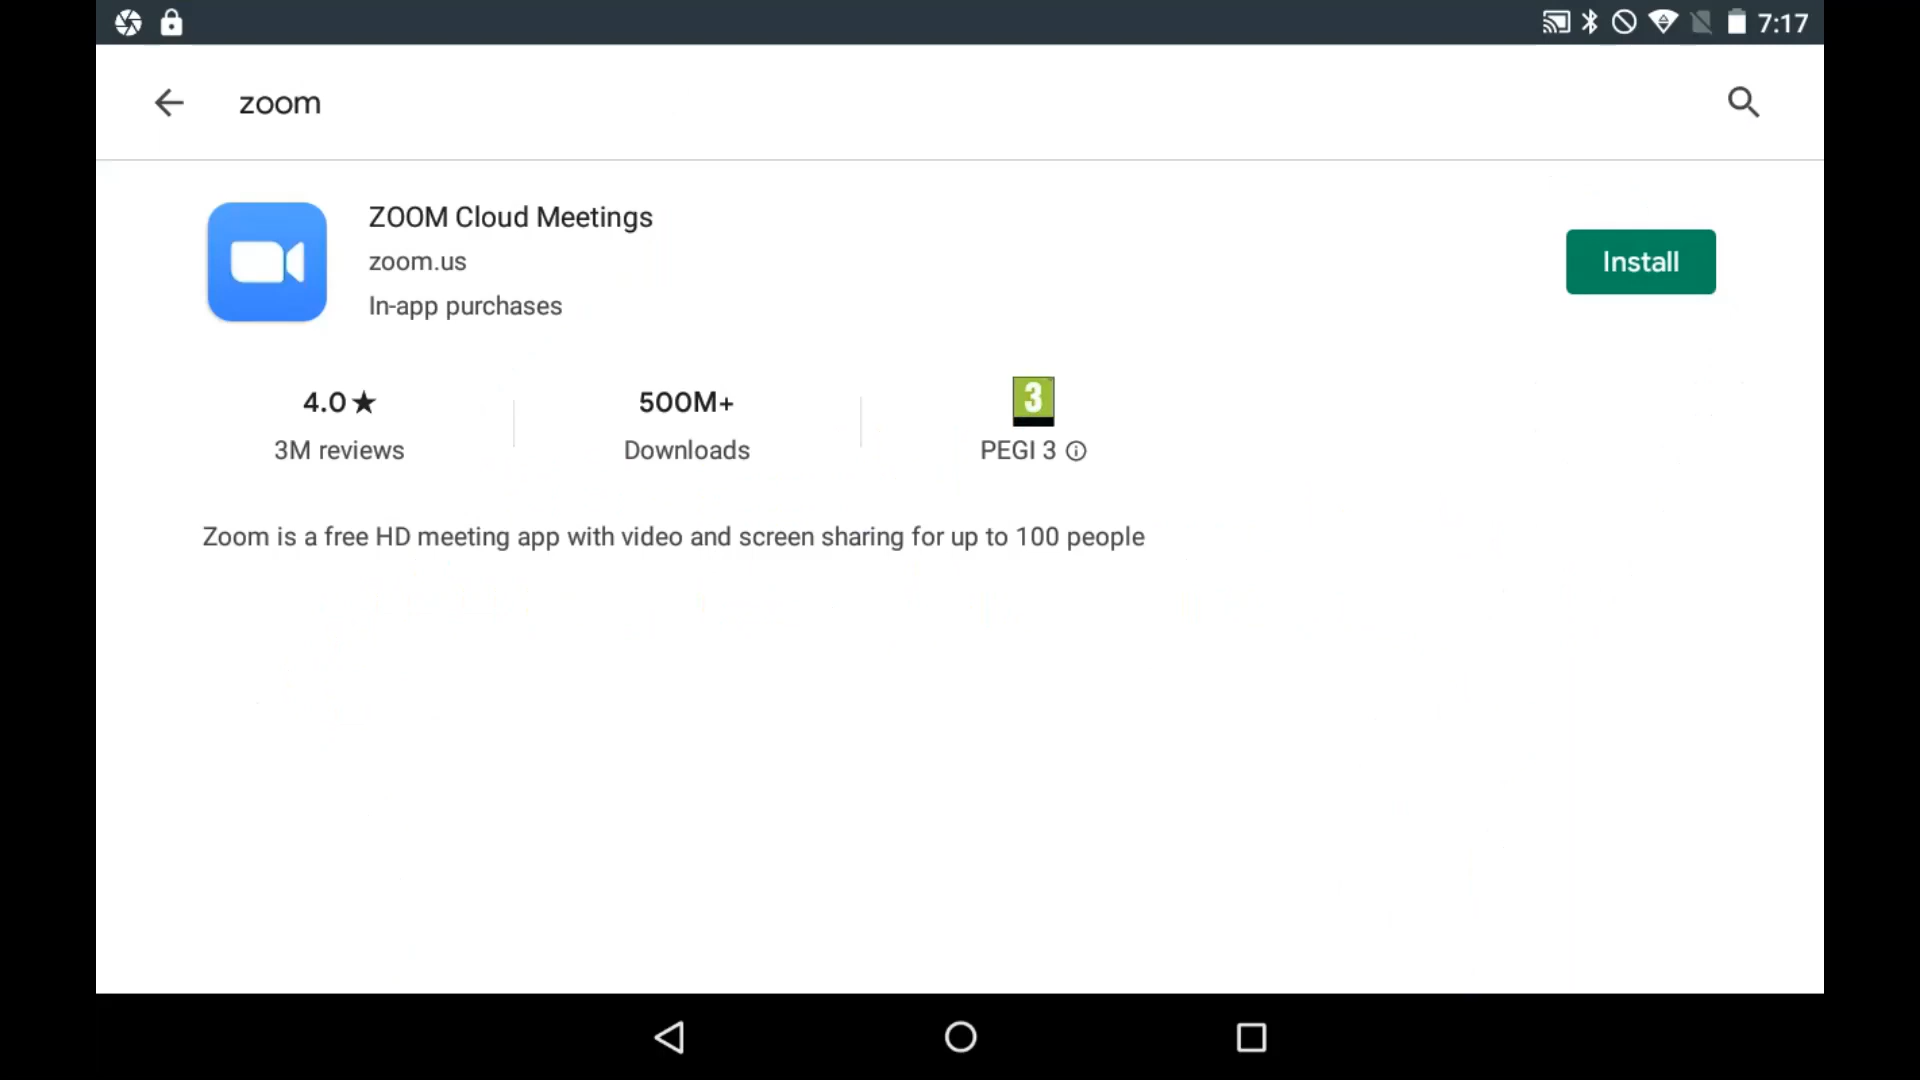 7:17
zoom
ZOOM Cloud Meetings
zoom.us
In-app purchases
Install
4.0★
3M reviews
500M+
Downloads
3
PEGI 3
Zoom is a free HD meeting app with video and screen sharing for up to 100 people